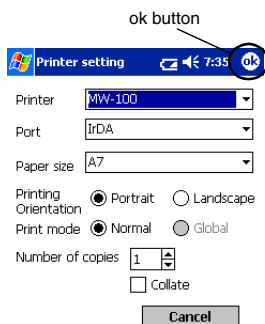 ok button
Printer setting 7:35 ok
Printer MW-100
Port IrDA
Paper size A7
Printing Orientation Portrait Landscape
Print mode Normal Global
Number of copies 1
Collate
Cancel